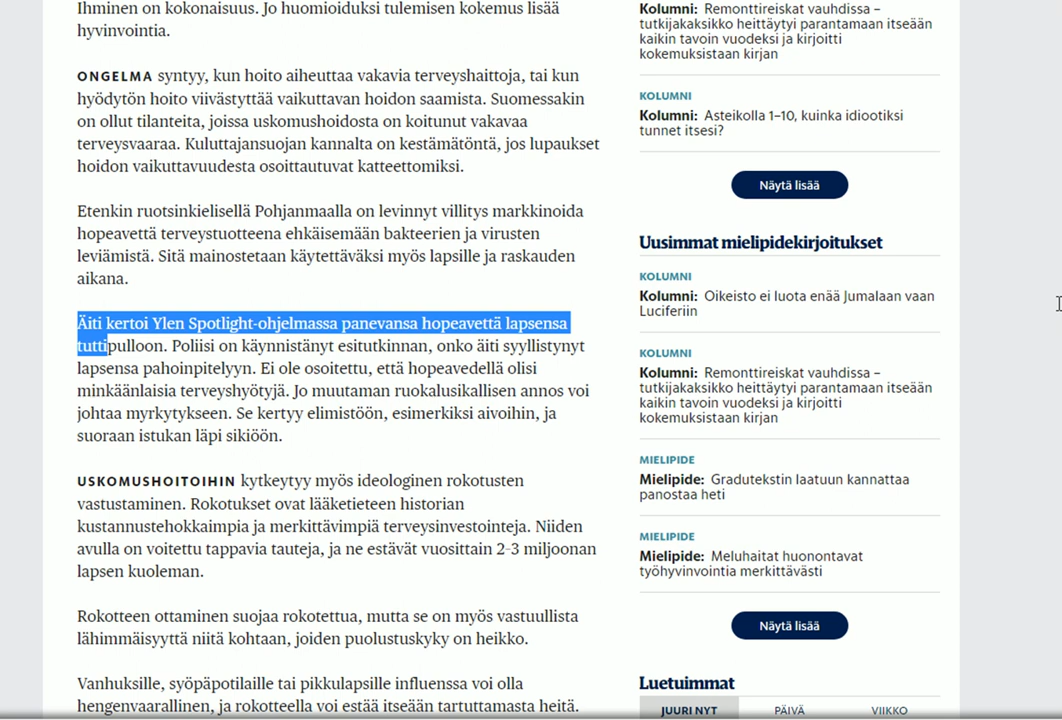 Ihminen on kokonaisuus. Jo huomioiduksi tulemisen kokemus lisää
hyvinvointia.
ONGELMA syntyy, kun hoito aiheuttaa vakavia terveyshaittoja, tai kun
hyödytön hoito viivästyttää vaikuttavan hoidon saamista. Suomessakin
on ollut tilanteita, joissa uskomushoidosta on koitunut vakavaa
terveysvaaraa. Kuluttajansuojan kannalta on kestämätöntä, jos lupaukset
hoidon vaikuttavuudesta osoittautuvat katteettomiksi.
Etenkin ruotsinkielisellä Pohjanmaalla on levinnyt villitys markkinoida
hopeavettä terveystuotteena ehkäisemään bakteerien ja virusten
leviämistä. Sitä mainostetaan käytettäväksi myös lapsille ja raskauden
aikana.
Äiti kertoi Ylen Spotlight-ohjelmassa panevansa hopeavettä lapsensa
tuttipulloon. Poliisi on käynnistänyt esitutkinnan, onko äiti syyllistynyt
lapsensa pahoinpitelyyn. Ei ole osoitettu, että hopeavedellä olisi
minkäänlaisia terveyshyötyjä. Jo muutaman ruokalusikallisen annos voi
johtaa myrkytykseen. Se kertyy elimistöön, esimerkiksi aivoihin, ja
suoraan istukan läpi sikiöön.
USKOMUSHOITOIHIN kytkeytyy myös ideologinen rokotusten
vastustaminen. Rokotukset ovat lääketieteen historian
kustannustehokkaimpia ja merkittävimpiä terveysinvestointeja. Niiden
avulla on voitettu tappavia tauteja, ja ne estävät vuosittain 2-3 miljoonan
lapsen kuoleman.
Rokotteen ottaminen suojaa rokotettua, mutta se on myös vastuullista
lähimmäisyyttä niitä kohtaan, joiden puolustuskyky on heikko.
Vanhuksille, syöpäpotilaille tai pikkulapsille influenssa voi olla
hengenvaarallinen, ja rokotteella voi estää itseään tartuttamasta heitä.
Kolumni: Remonttireiskat vauhdissa –
tutkijakaksikko heittäytyi parantamaan itseään
kaikin tavoin vuodeksi ja kirjoitti
kokemuksistaan kirjan
KOLUMNI
Kolumni: Asteikolla 1–10, kuinka idiootiksi
tunnet itsesi?
Näytä lisää
Uusimmat mielipidekirjoitukset
KOLUMNI
Kolumni: Oikeisto ei luota enää Jumalaan vaan
Luciferiin
KOLUMNI
Kolumni: Remonttireiskat vauhdissa –
tutkijakaksikko heittäytyi parantamaan itseään
kaikin tavoin vuodeksi ja kirjoitti
kokemuksistaan kirjan
MIELIPIDE
Mielipide: Gradutekstin laatuun kannattaa
panostaa heti
MIELIPIDE
Mielipide: Meluhaitat huonontavat
työhyvinvointia merkittävästi
Näytä lisää
Luetuimmat
JUURI NYT PÄIVÄ VIIKKO